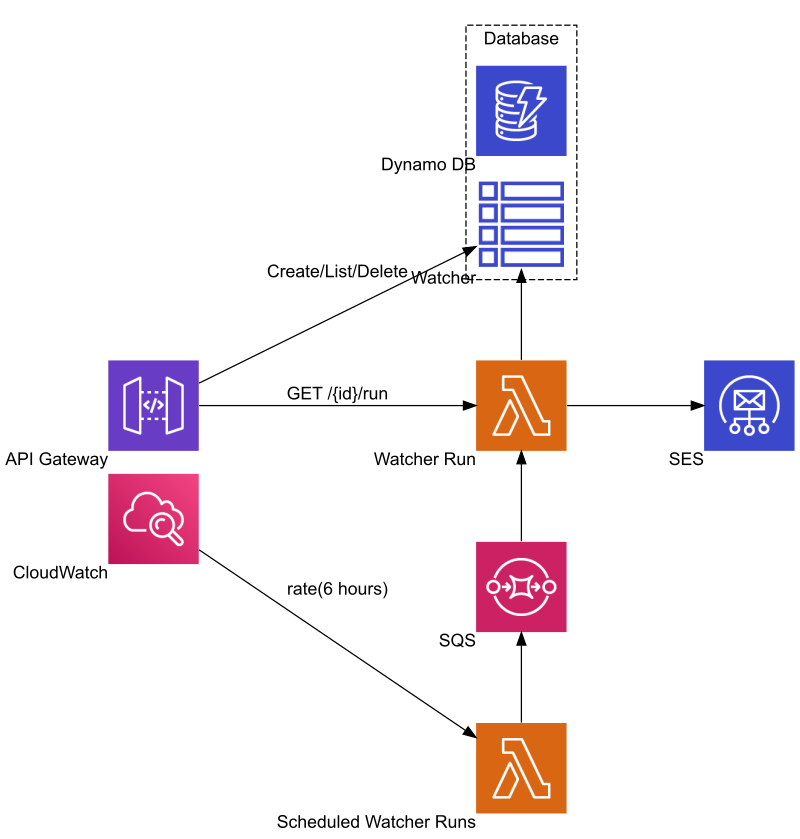 Database
Dynamo DB
Create/List/Delete
Watcher
GET /{id}/run
API Gateway
Watcher Run
SES
CloudWatch
rate(6 hours)
SQS
Scheduled Watcher Runs